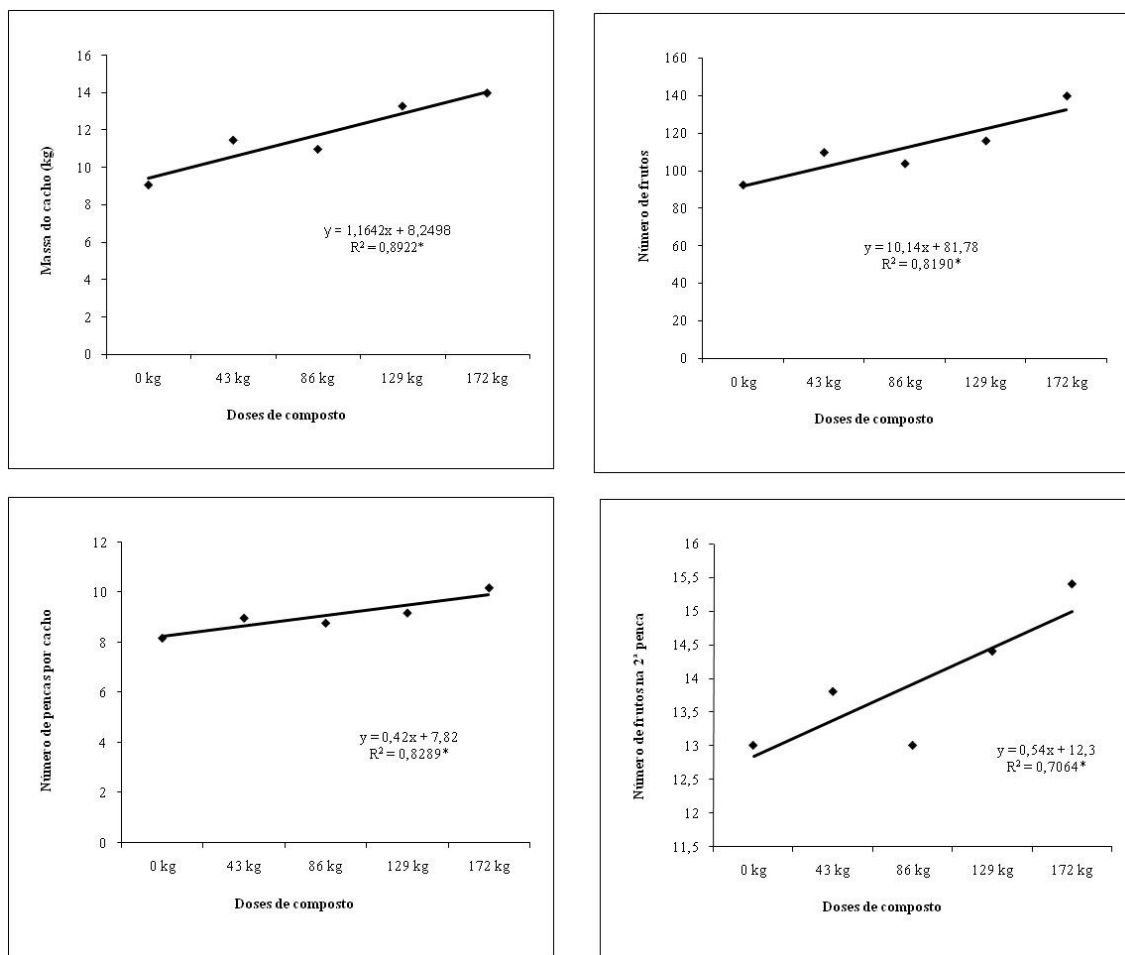 Massa do cacho (kg)
16
14
12
10
8
6
4
2
0
y = 1,1642x + 8,2498
R² = 0,8922*
0 kg 43 kg 86 kg 129 kg 172 kg
Doses de composto
Número de frutos
160
140
120
100
80
60
40
20
0
y = 10,14x + 81,78
R² = 0,8190*
0 kg 43 kg 86 kg 129 kg 172 kg
Doses de composto
Número de pencas por cacho
12
10
8
6
4
2
0
y = 0,42x + 7,82
R² = 0,8289*
0 kg 43 kg 86 kg 129 kg 172 kg
Doses de composto
Número de frutos na 2ª penca
16
15,5
15
14,5
14
13,5
13
12,5
12
11,5
y = 0,54x + 12,3
R² = 0,7064*
0 kg 43 kg 86 kg 129 kg 172 kg
Doses de composto